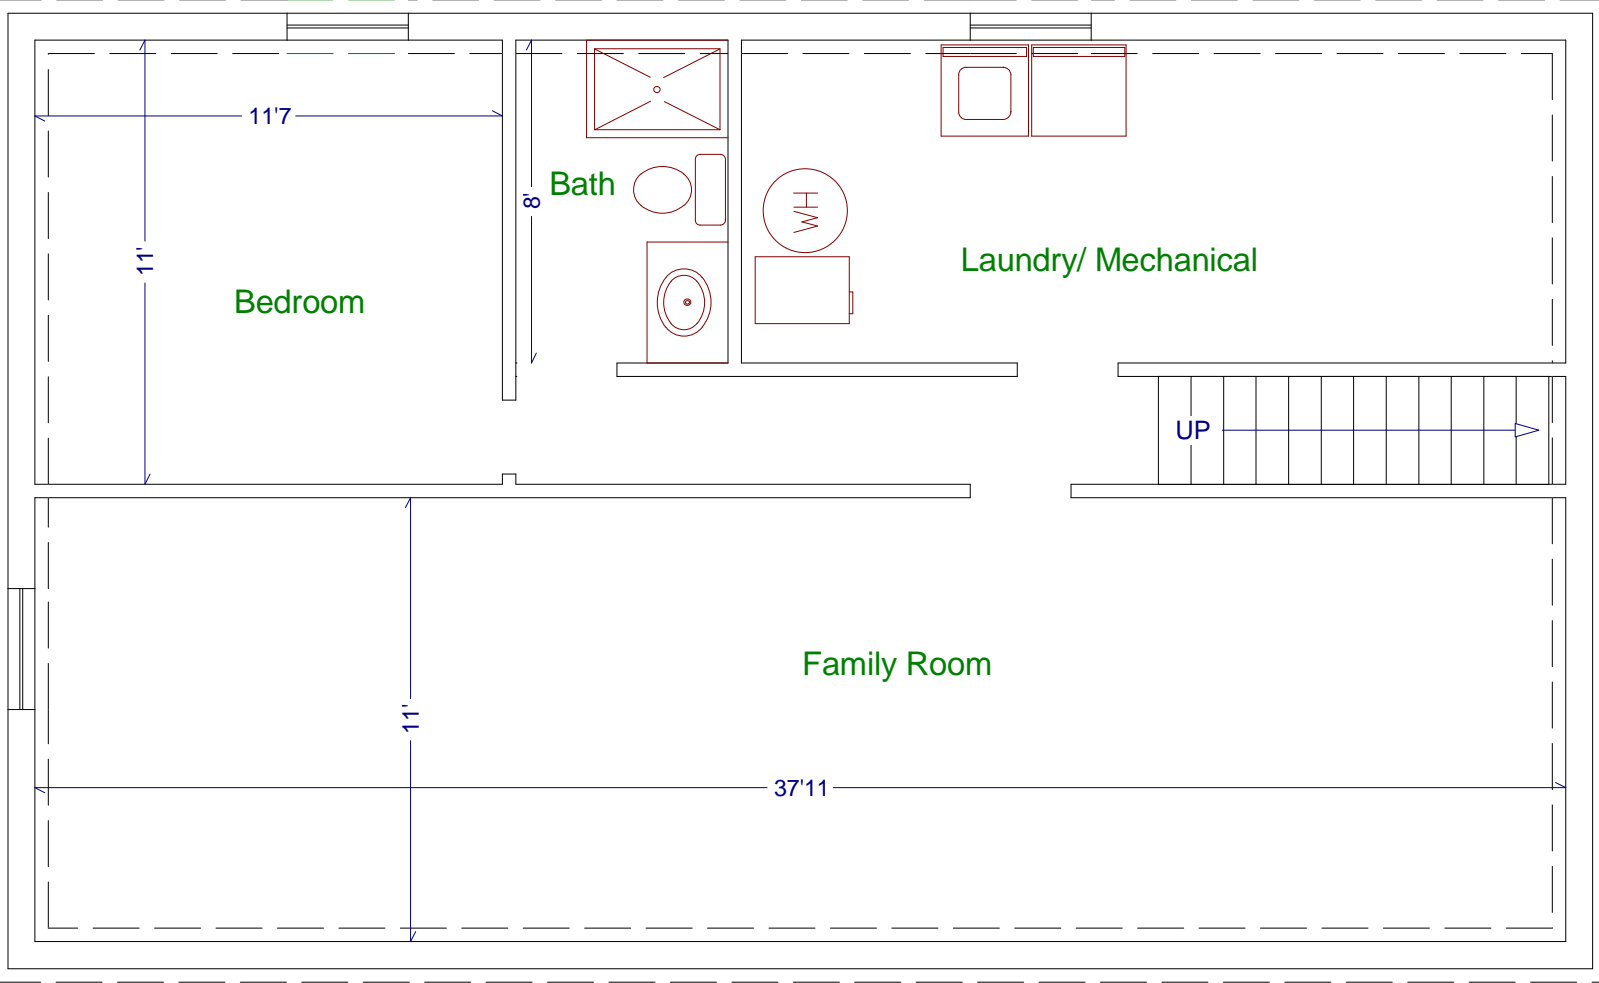 11'7
8'
Bath
WH
11'
Laundry/ Mechanical
Bedroom
UP
Family Room
11'
37'11